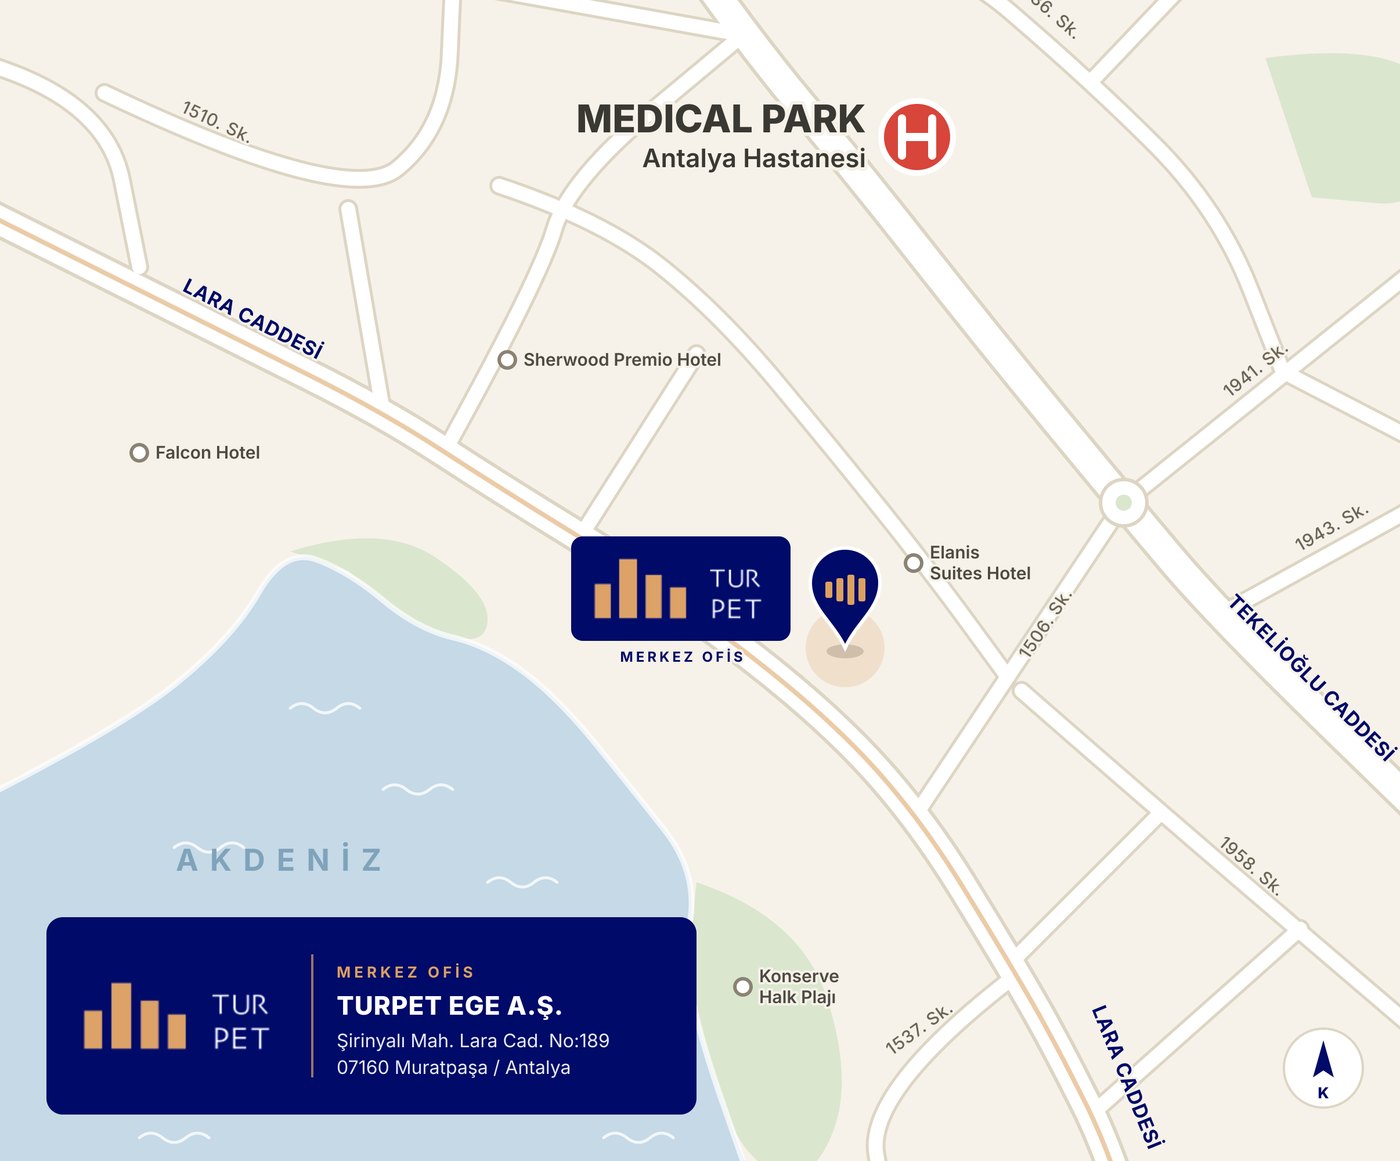 86. Sk.
1510. Sk.
MEDICAL PARK
Antalya Hastanesi
H
LARA CADDESİ
Sherwood Premio Hotel
1941. Sk.
Falcon Hotel
1943. Sk.
Elanis
Suites Hotel
TUR
PET
MERKEZ OFİS
1506. Sk.
TEKELİOĞLU CADDESİ
AKDENİZ
1958. Sk.
MERKEZ OFİS
TURPET EGE A.Ş.
Şirinyalı Mah. Lara Cad. No:189
07160 Muratpaşa / Antalya
TUR
PET
Konserve
Halk Plajı
1537. Sk.
LARA CADDESİ
K